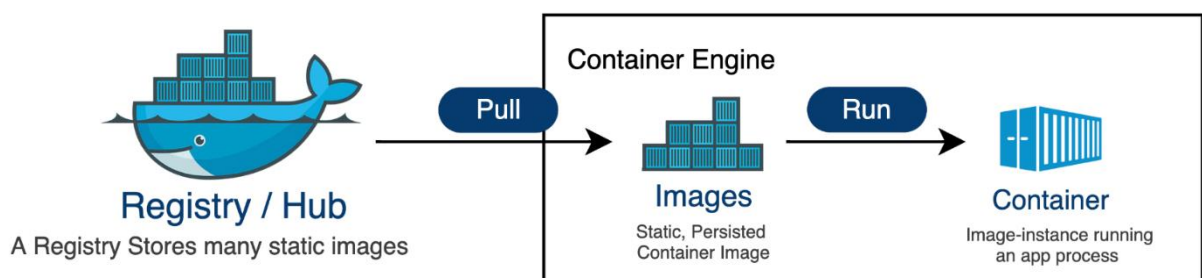 Container Engine
Pull
Run
Registry / Hub
A Registry Stores many static images
Images
Static, Persisted
Container Image
Container
Image-instance running
an app process